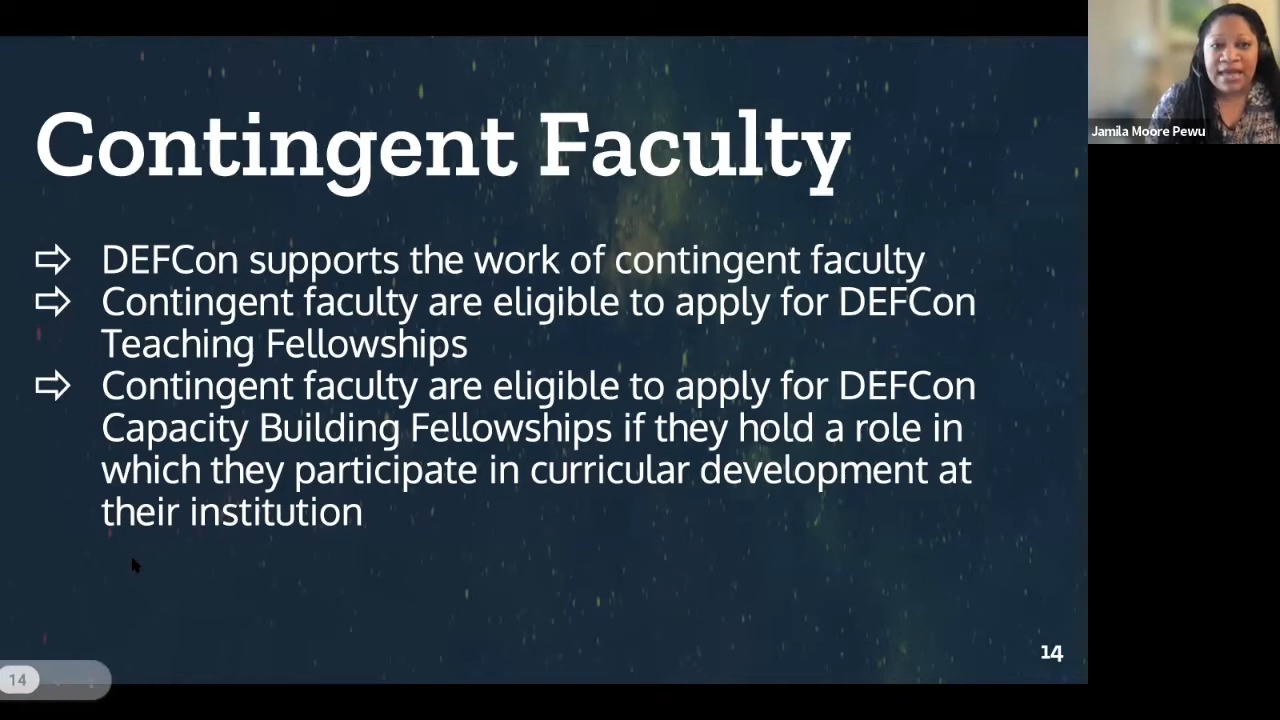 Contingent Faculty
⇨ DEFCon supports the work of contingent faculty
⇨ Contingent faculty are eligible to apply for DEFCon
Teaching Fellowships
⇨ Contingent faculty are eligible to apply for DEFCon
Capacity Building Fellowships if they hold a role in
which they participate in curricular development at
their institution
14
14
Jamila Moore Pewu